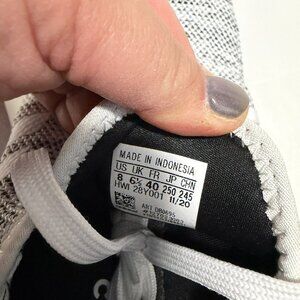 MADE IN INDONESIA
US UK FR JP CHN
8 6½ 40 250 245
HWI 28Y001 11/20